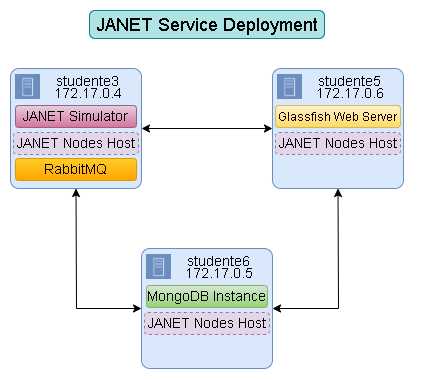 JANET Service Deployment
studente3
172.17.0.4
JANET Simulator
JANET Nodes Host
RabbitMQ
studente5
172.17.0.6
Glassfish Web Server
JANET Nodes Host
studente6
172.17.0.5
MongoDB Instance
JANET Nodes Host